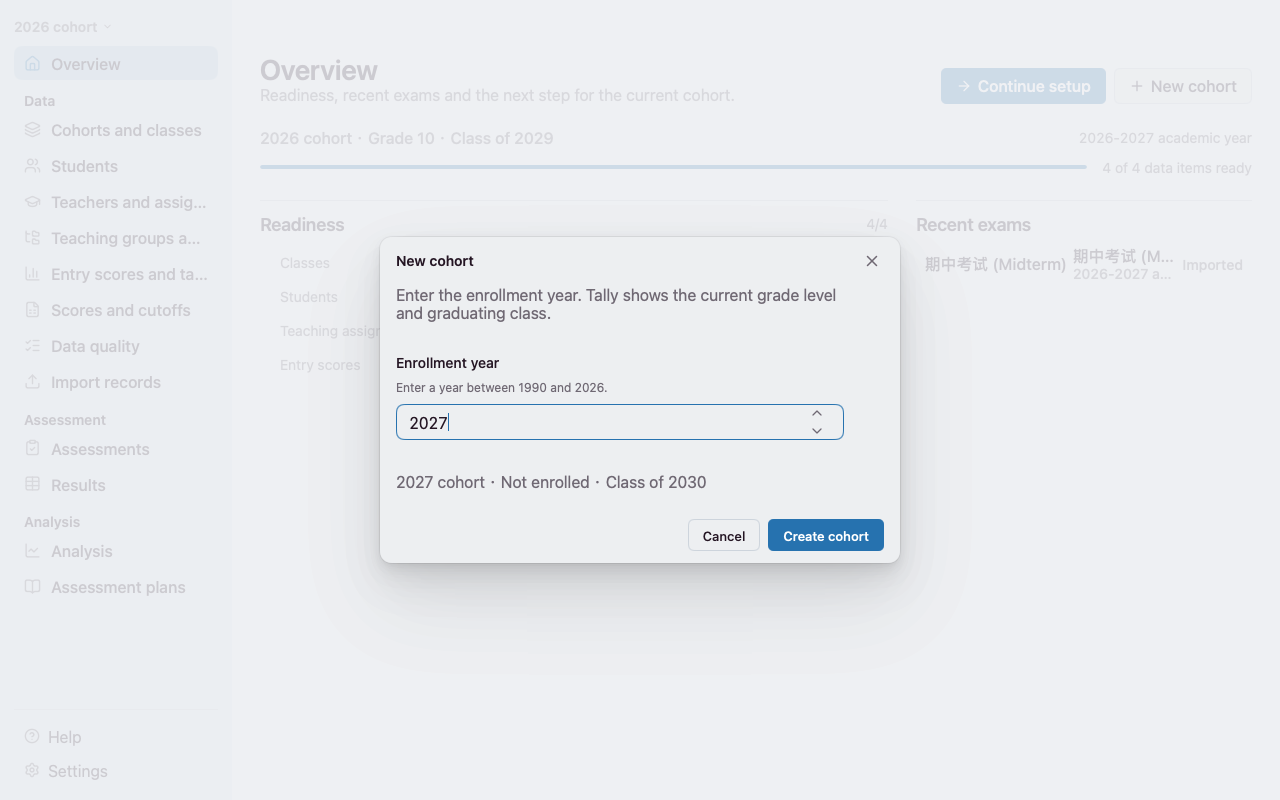 2026 cohort
Overview
Data
Cohorts and classes
Students
Teachers and assig...
Teaching groups a...
Entry scores and ta...
Scores and cutoffs
Data quality
Import records
Assessment
Assessments
Results
Analysis
Analysis
Assessment plans
Help
Settings
Overview
Readiness, recent exams and the next step for the current cohort.
Continue setup
New cohort
2026 cohort · Grade 10 · Class of 2029
2026-2027 academic year
4 of 4 data items ready
Readiness
4/4
Classes
Students
Teaching assign
Entry scores
Recent exams
期中考试 (Midterm)
期中考试 (M...
2026-2027 a...
Imported
New cohort
Enter the enrollment year. Tally shows the current grade level
and graduating class.
Enrollment year
Enter a year between 1990 and 2026.
2027
2027 cohort · Not enrolled · Class of 2030
Cancel
Create cohort